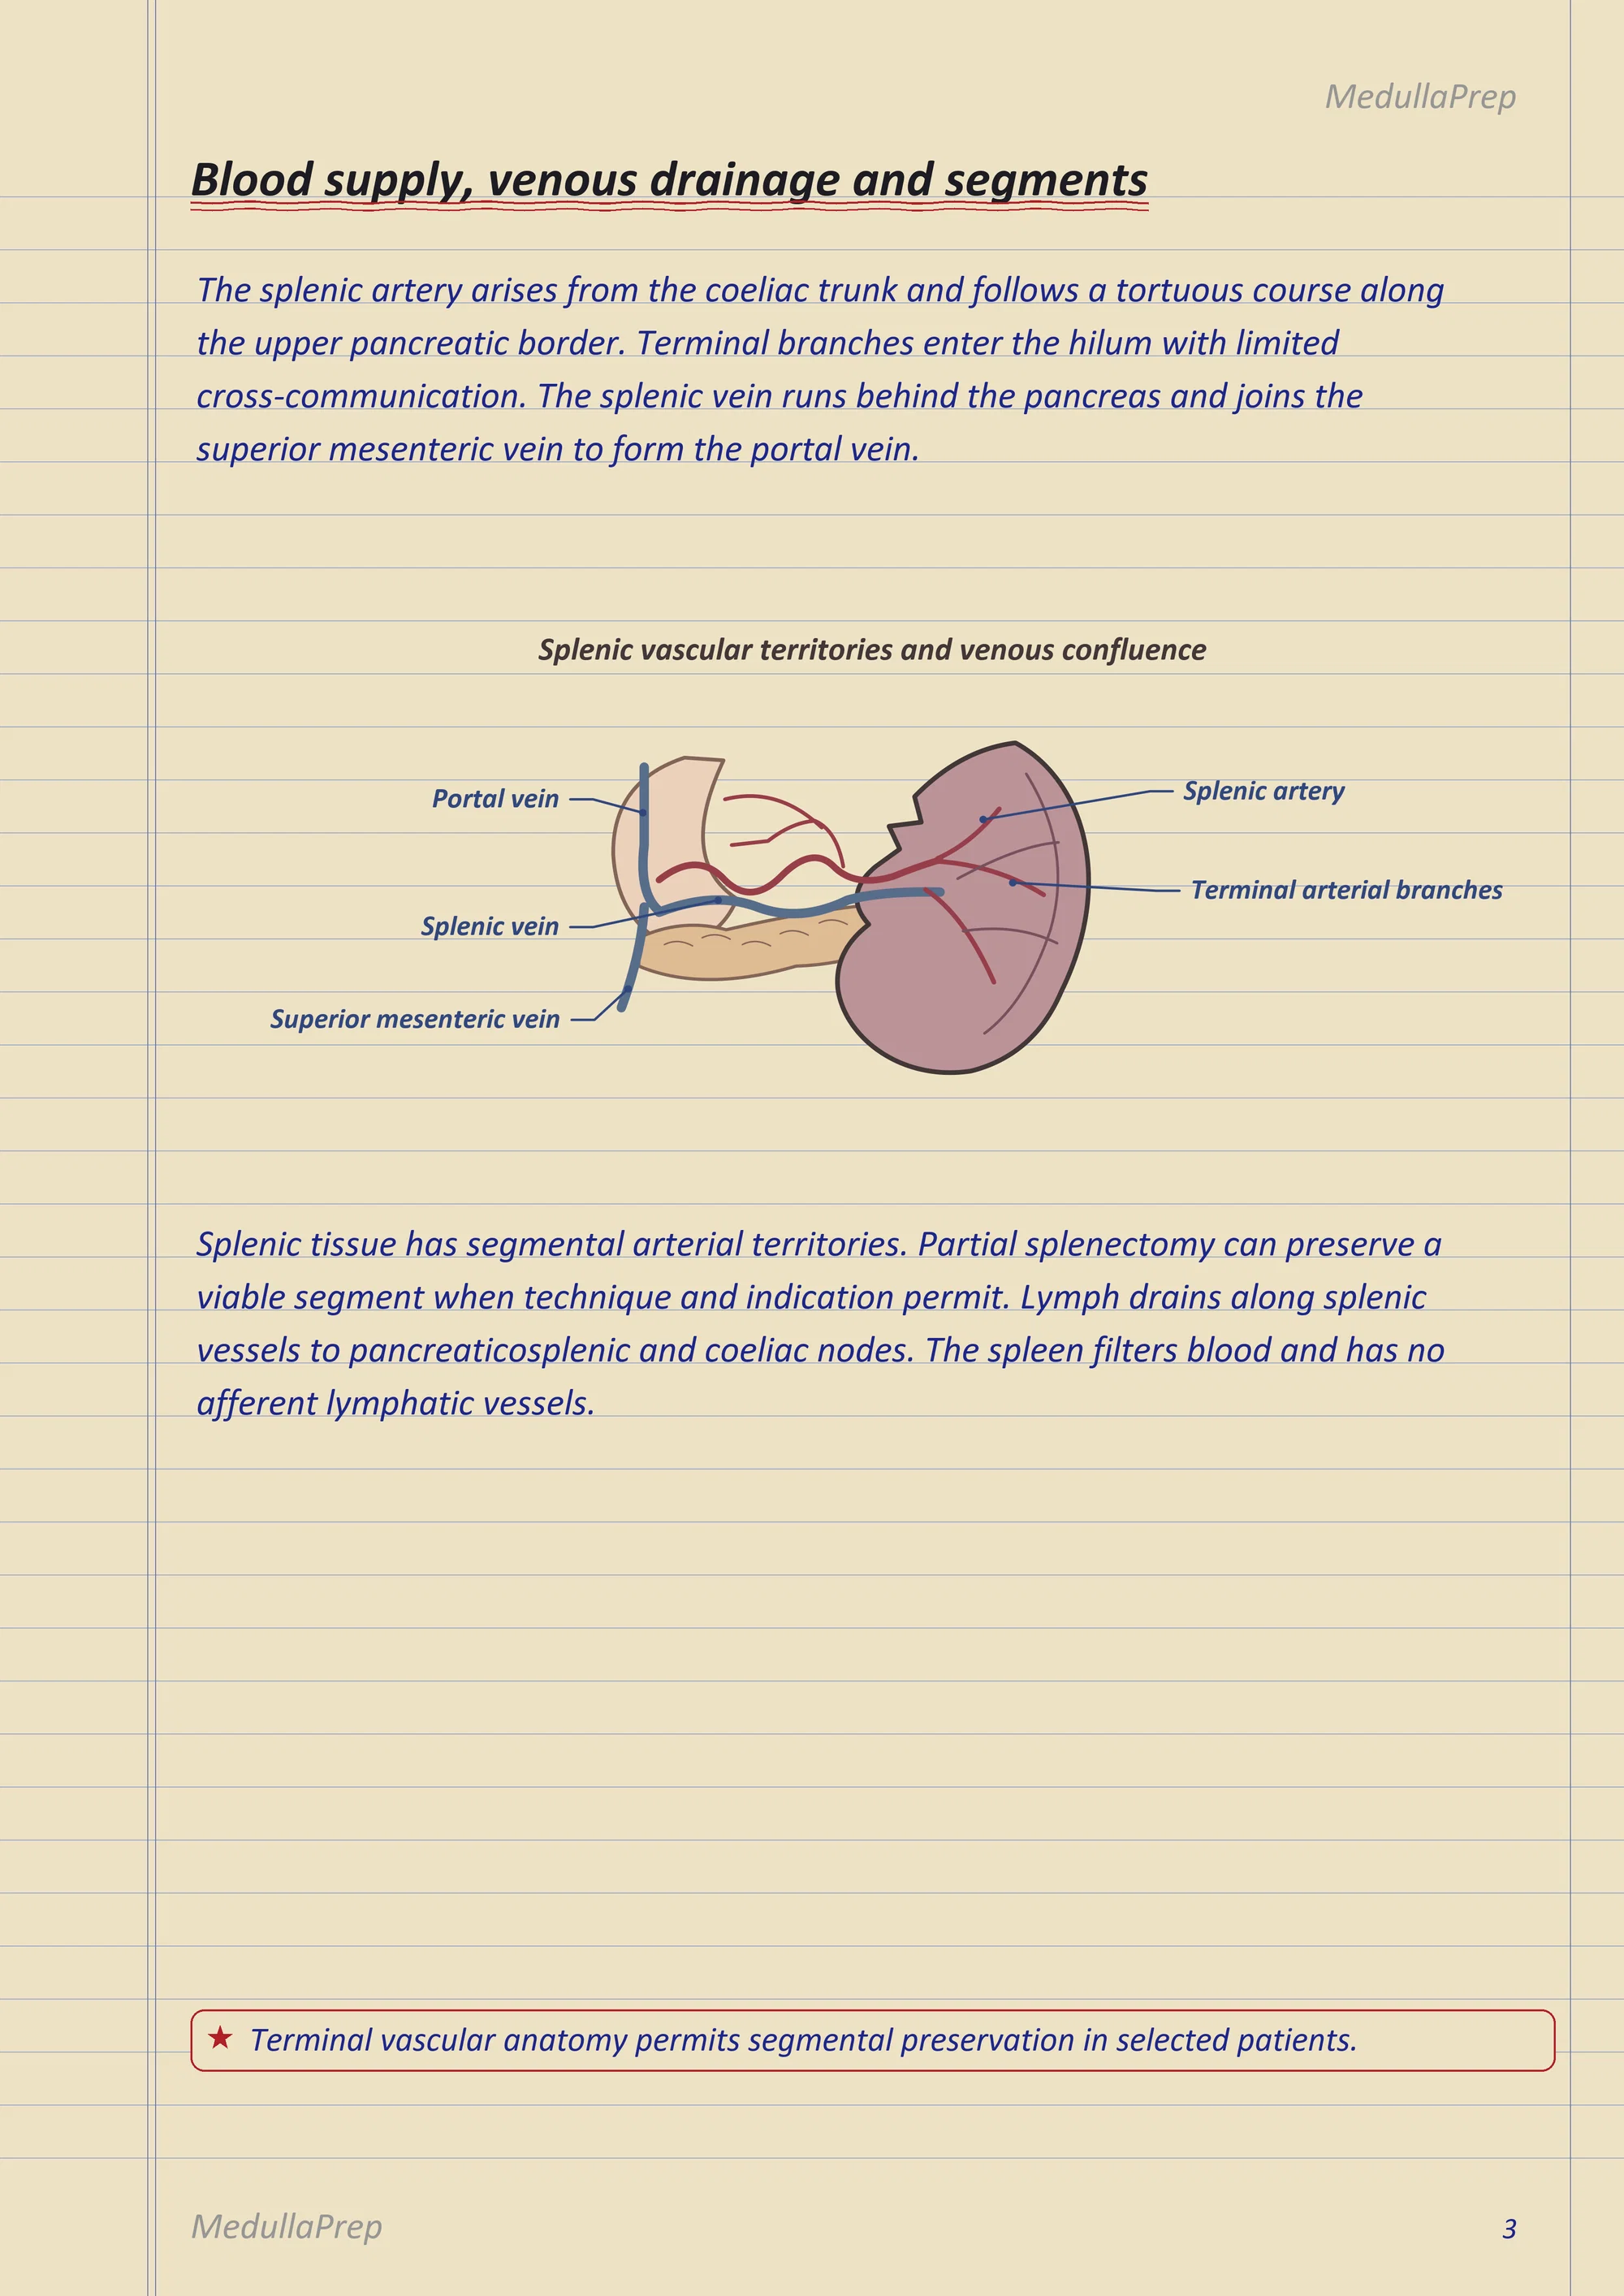 MedullaPrep
Blood supply, venous drainage and segments
The splenic artery arises from the coeliac trunk and follows a tortuous course along
the upper pancreatic border. Terminal branches enter the hilum with limited
cross-communication. The splenic vein runs behind the pancreas and joins the
superior mesenteric vein to form the portal vein.
Splenic vascular territories and venous confluence
Portal vein
Splenic artery
Terminal arterial branches
Splenic vein
Superior mesenteric vein
Splenic tissue has segmental arterial territories. Partial splenectomy can preserve a
viable segment when technique and indication permit. Lymph drains along splenic
vessels to pancreaticosplenic and coeliac nodes. The spleen filters blood and has no
afferent lymphatic vessels.
★ Terminal vascular anatomy permits segmental preservation in selected patients.
MedullaPrep
3